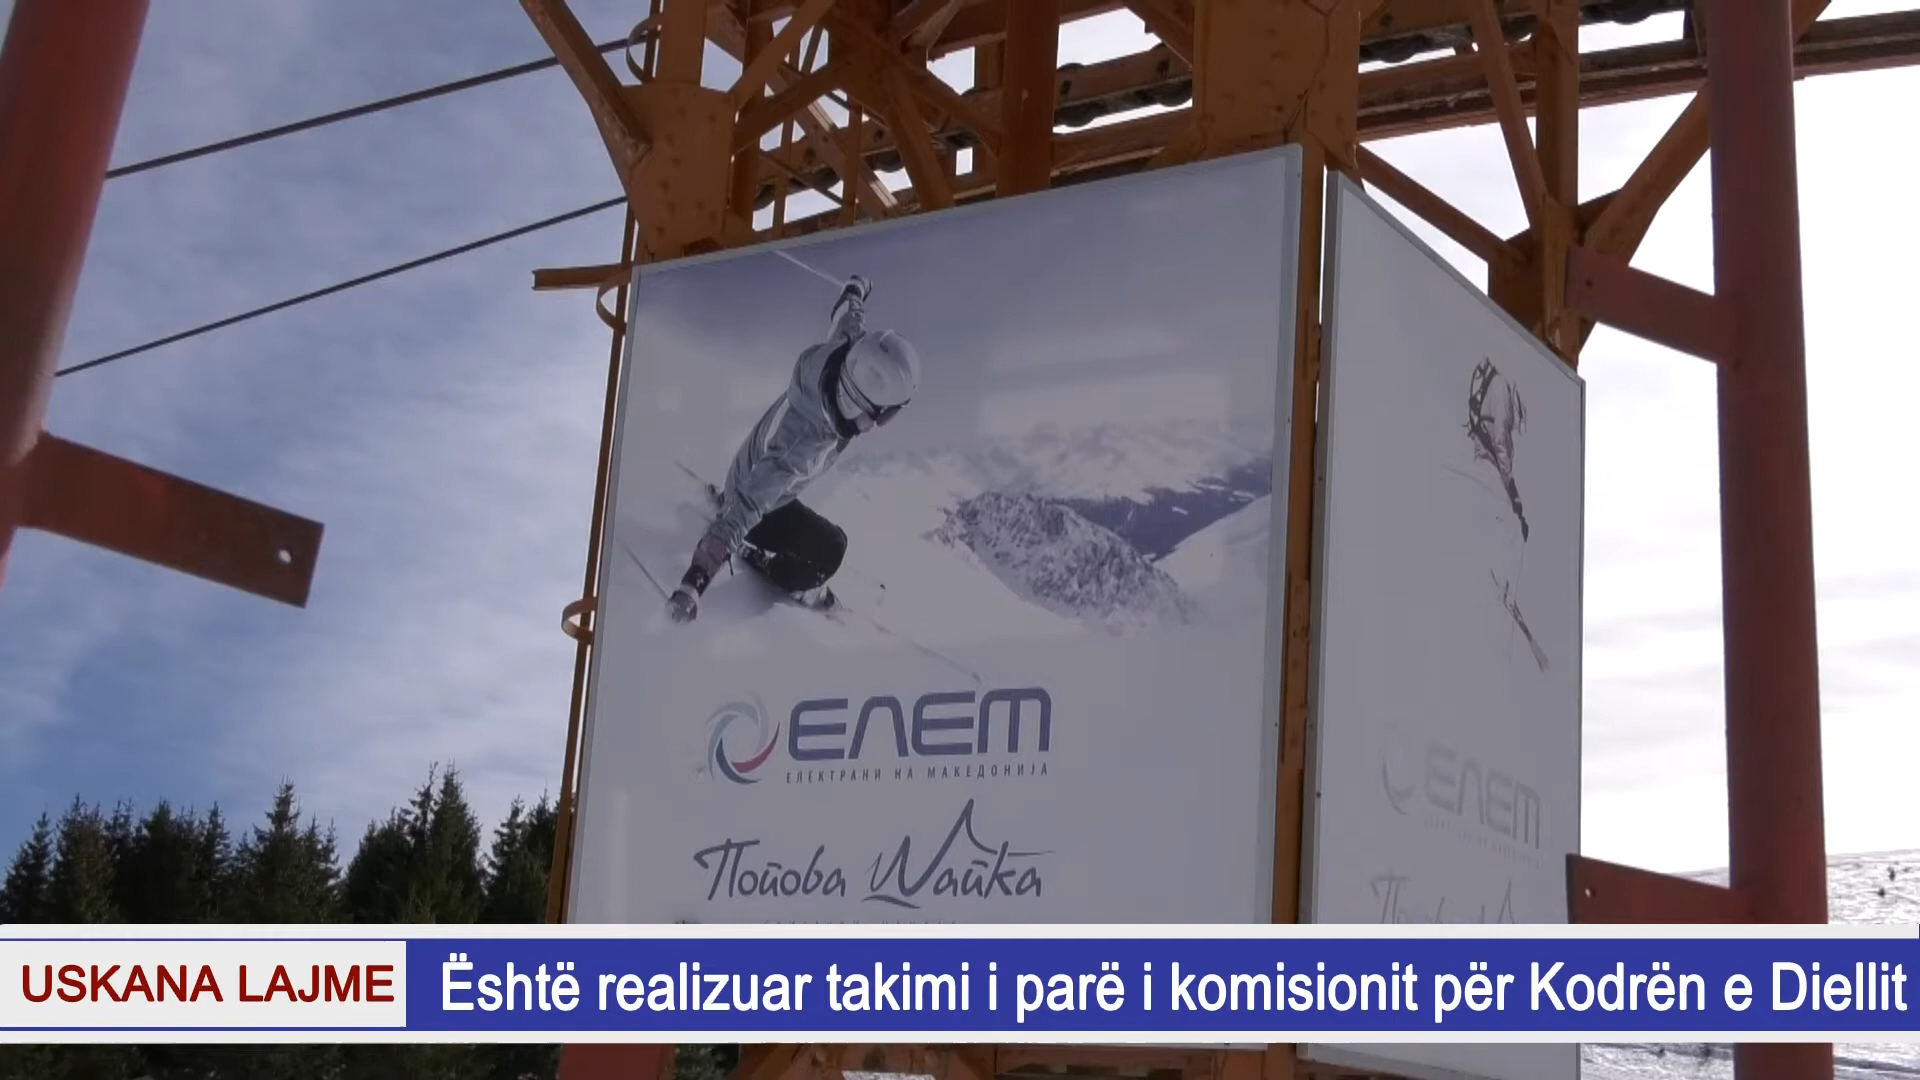 ЕЛЕМ
ЕЛЕКТРАНИ НА МАКЕДОНИЈА
Попова Шапка
ЕЛЕМ
USKANA LAJME
Është realizuar takimi i parë i komisionit për Kodrën e Diellit